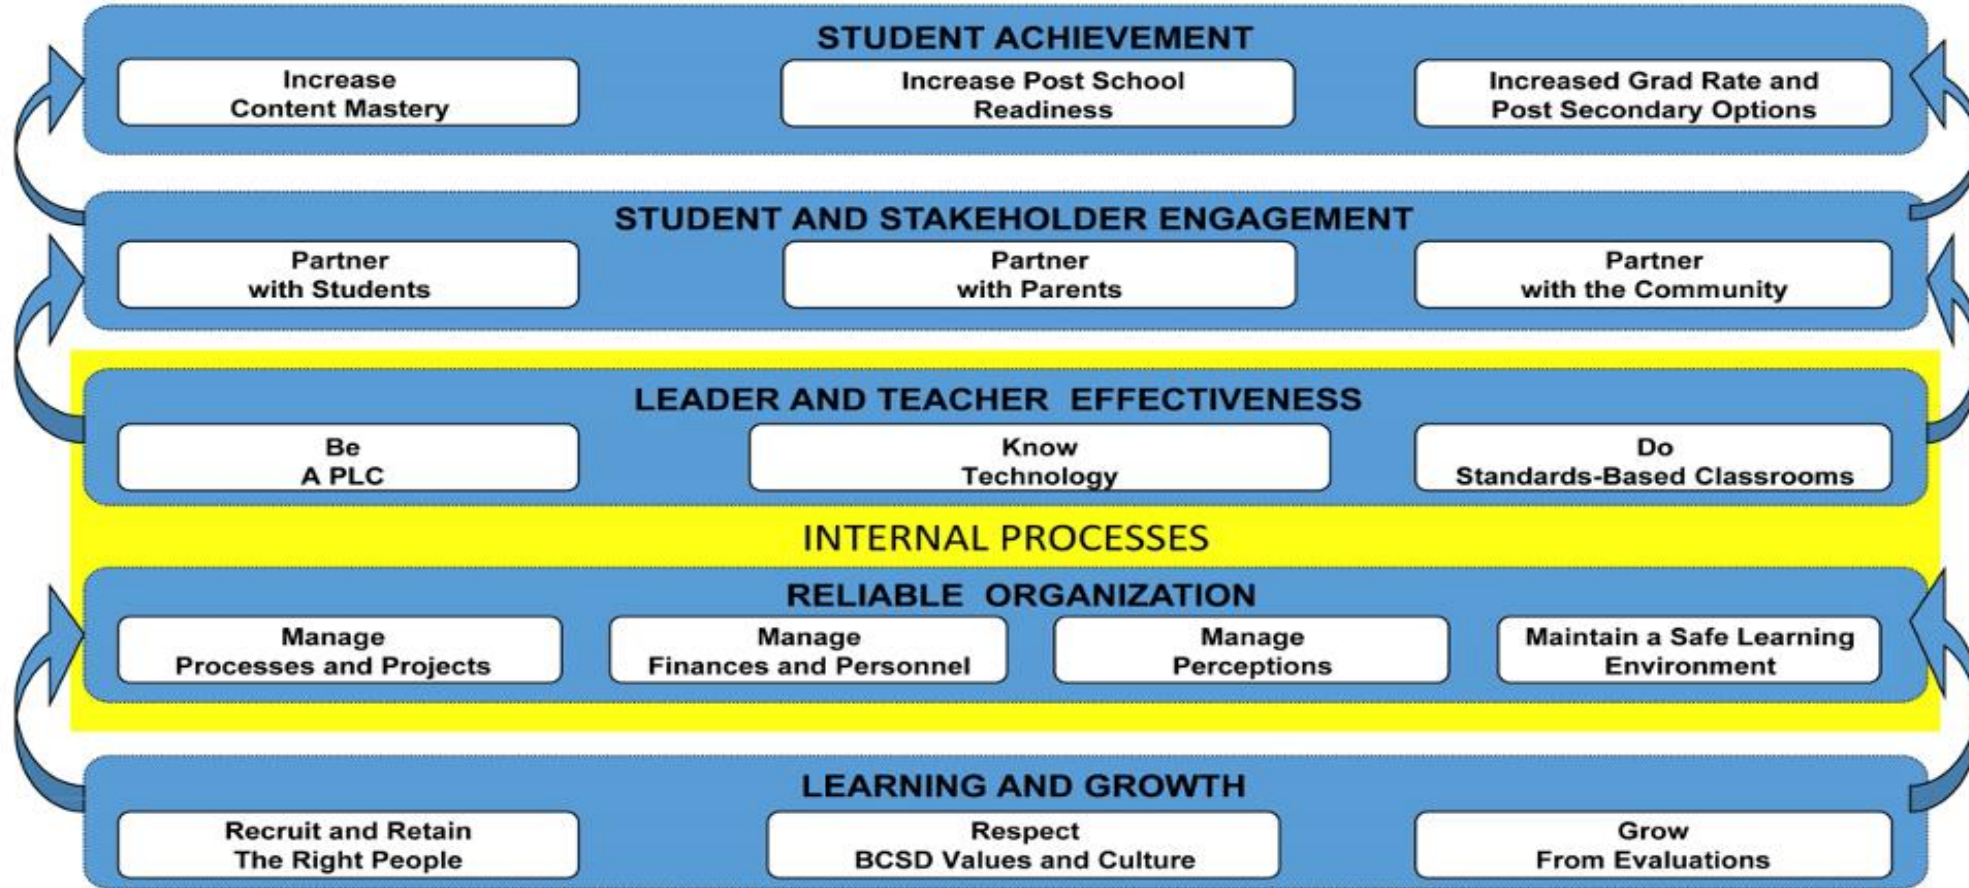 STUDENT ACHIEVEMENT
Increase
Content Mastery
Increase Post School
Readiness
Increased Grad Rate and
Post Secondary Options
STUDENT AND STAKEHOLDER ENGAGEMENT
Partner
with Students
Partner
with Parents
Partner
with the Community
LEADER AND TEACHER EFFECTIVENESS
Be
A PLC
Know
Technology
Do
Standards-Based Classrooms
INTERNAL PROCESSES
RELIABLE ORGANIZATION
Manage
Processes and Projects
Manage
Finances and Personnel
Manage
Perceptions
Maintain a Safe Learning
Environment
LEARNING AND GROWTH
Recruit and Retain
The Right People
Respect
BCSD Values and Culture
Grow
From Evaluations